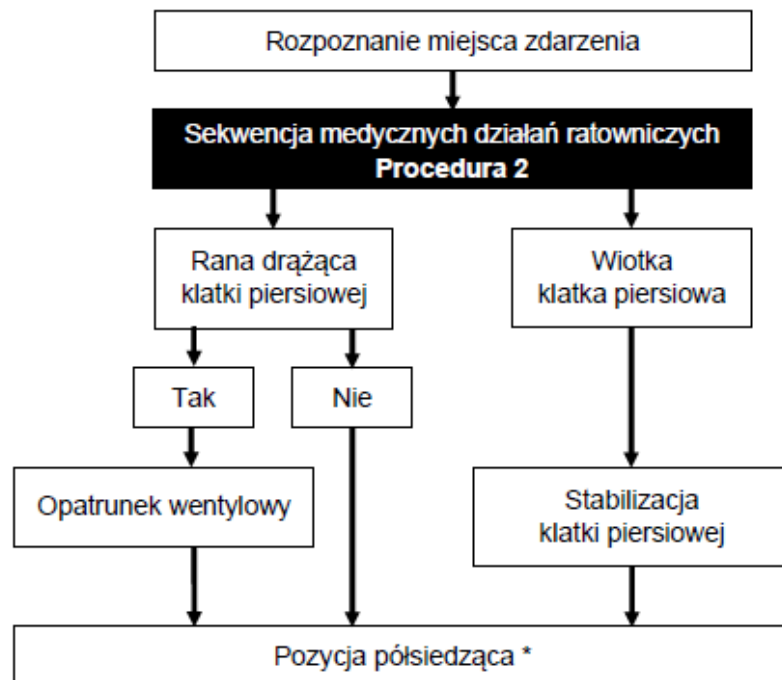 Rozpoznanie miejsca zdarzenia
Sekwencja medycznych działań ratowniczych
Procedura 2
Rana drążąca
klatki piersiowej
Wiotka
klatka piersiowa
Tak
Nie
Opatrunek wentylowy
Stabilizacja
klatki piersiowej
Pozycja półsiedząca *